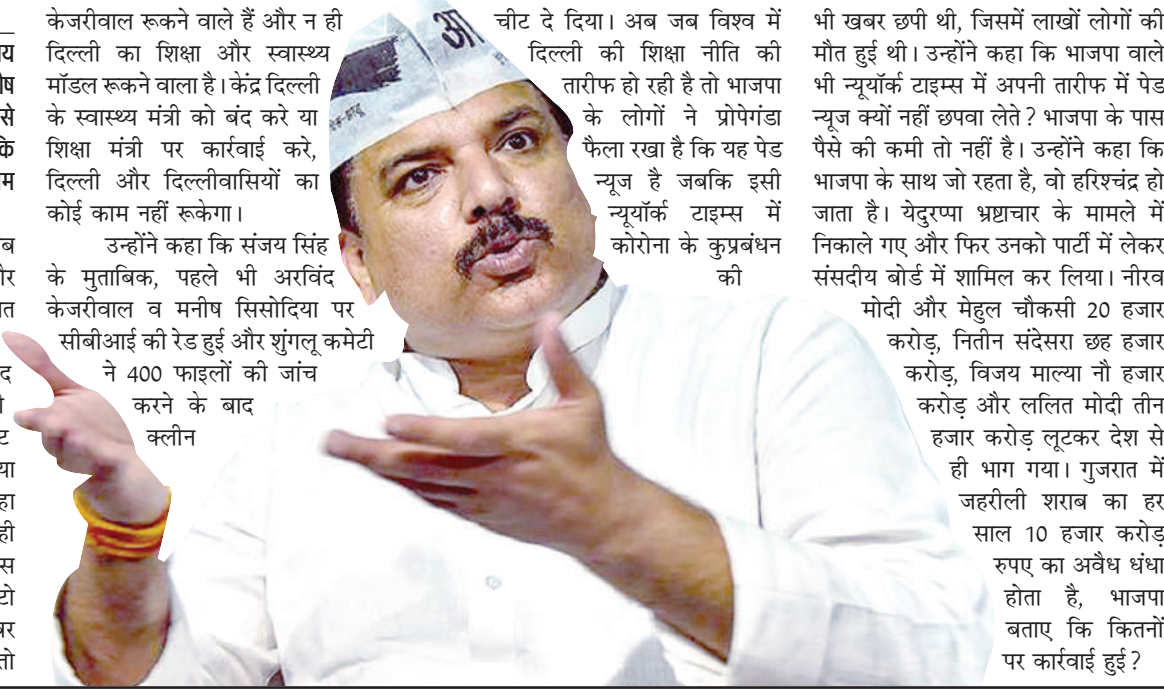 य
ष
से
कि
म
ब
ौर
त
द
ी
ट
या
हा
ही
स
टो
बर
तो
केजरीवाल रूकने वाले हैं और न ही
दिल्ली का शिक्षा और स्वास्थ्य
मॉडल रूकने वाला है। केंद्र दिल्ली
के स्वास्थ्य मंत्री को बंद करे या
शिक्षा मंत्री पर कार्रवाई करे,
दिल्ली और दिल्लीवासियों का
कोई काम नहीं रूकेगा।
उन्होंने कहा कि संजय सिंह
के मुताबिक, पहले भी अरविंद
केजरीवाल व मनीष सिसोदिया पर
सीबीआई की रेड हुई और शुंगलू कमेटी
ने 400 फाइलों की जांच
करने के बाद
क्लीन
चीट दे दिया। अब जब विश्व में
दिल्ली की शिक्षा नीति की
तारीफ हो रही है तो भाजपा
के लोगों ने प्रोपेगंडा
फैला रखा है कि यह पेड
न्यूज है जबकि इसी
न्यूयॉर्क टाइम्स में
कोरोना के कुप्रबंधन
की
भी खबर छपी थी, जिसमें लाखों लोगों की
मौत हुई थी। उन्होंने कहा कि भाजपा वाले
भी न्यूयॉर्क टाइम्स में अपनी तारीफ में पेड
न्यूज क्यों नहीं छपवा लेते? भाजपा के पास
पैसे की कमी तो नहीं है। उन्होंने कहा कि
भाजपा के साथ जो रहता है, वो हरिश्चंद्र हो
जाता है। येदुरप्पा भ्रष्टाचार के मामले में
निकाले गए और फिर उनको पार्टी में लेकर
संसदीय बोर्ड में शामिल कर लिया। नीरव
मोदी और मेहुल चौकसी 20 हजार
करोड़, नितीन संदेसरा छह हजार
करोड़, विजय माल्या नौ हजार
करोड़ और ललित मोदी तीन
हजार करोड़ लूटकर देश से
ही भाग गया। गुजरात में
जहरीली शराब का हर
साल 10 हजार करोड़
रुपए का अवैध धंधा
होता है, भाजपा
बताए कि कितनों
पर कार्रवाई हुई?